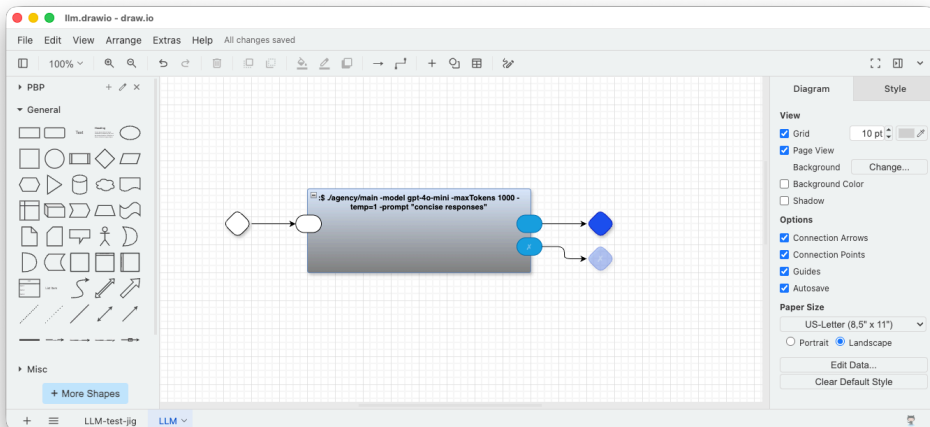 llm.drawio - draw.io
File Edit View Arrange Extras Help All changes saved
100%
PBP
General
Text
Heading
Misc
+ More Shapes
:$ ./agency/main -model gpt-4o-mini -maxTokens 1000 -
temp=1 -prompt "concise responses"
✗
✗
Diagram Style
View
Grid 10 pt
Page View
Background Change...
Background Color
Shadow
Options
Connection Arrows
Connection Points
Guides
Autosave
Paper Size
US-Letter (8,5" x 11")
Portrait Landscape
Edit Data...
Clear Default Style
LLM-test-jig LLM